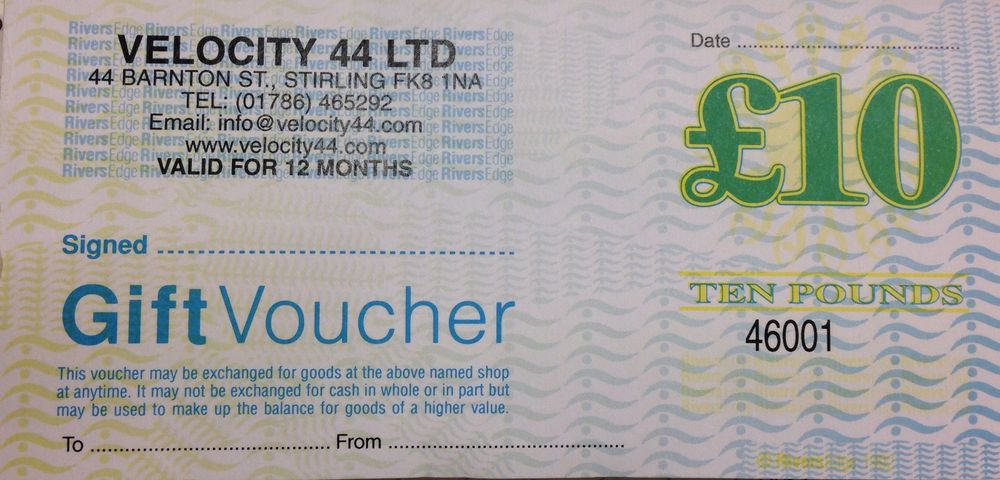 VELOCITY 44 LTD
44 BARNTON ST., STIRLING FK8 1NA
TEL: (01786) 465292
Email: info@velocity44.com
www.velocity44.com
VALID FOR 12 MONTHS
Date
£10
Signed
Gift Voucher
TEN POUNDS
46001
This voucher may be exchanged for goods at the above named shop
at anytime. It may not be exchanged for cash in whole or in part but
may be used to make up the balance for goods of a higher value.
To From